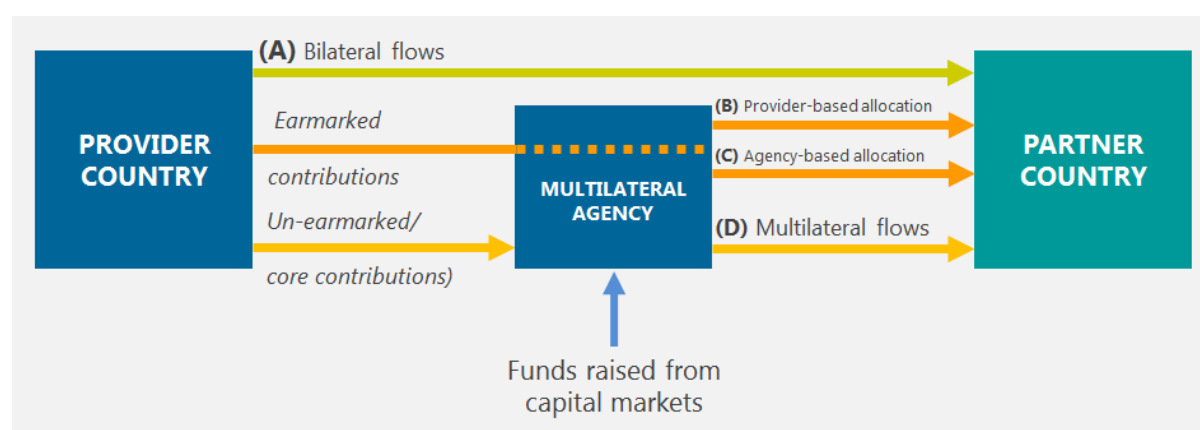 (A) Bilateral flows
PROVIDER
COUNTRY
Earmarked
contributions
Un-earmarked/
core contributions)
MULTILATERAL
AGENCY
(B) Provider-based allocation
(C) Agency-based allocation
(D) Multilateral flows
PARTNER
COUNTRY
Funds raised from
capital markets